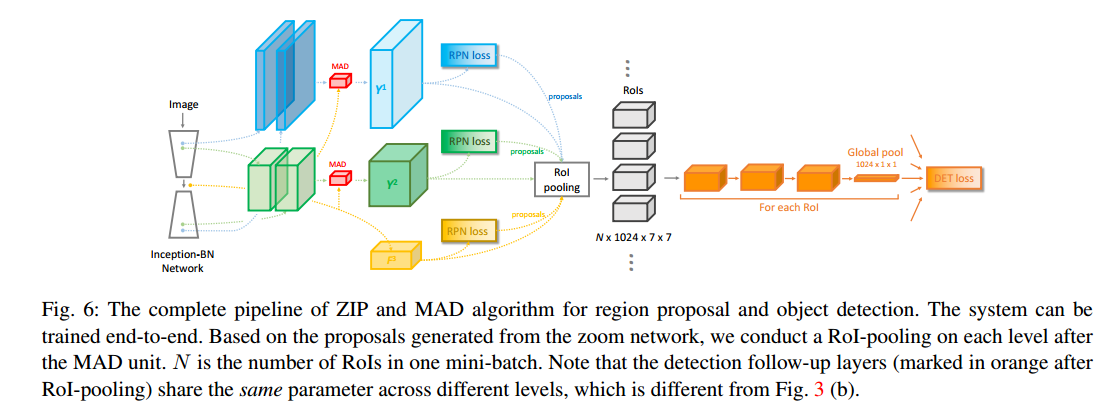 MAD
RPN loss
Y1
proposals
Image
RoIs
MAD
RPN loss
proposals
Y2
RoI
pooling
Global pool
1024 x 1 x 1
DET loss
For each RoI
proposals
RPN loss
F3
N x 1024 x 7 x 7
Inception-BN
Network
Fig. 6: The complete pipeline of ZIP and MAD algorithm for region proposal and object detection. The system can be
trained end-to-end. Based on the proposals generated from the zoom network, we conduct a RoI-pooling on each level after
the MAD unit. N is the number of RoIs in one mini-batch. Note that the detection follow-up layers (marked in orange after
RoI-pooling) share the same parameter across different levels, which is different from Fig. 3 (b).